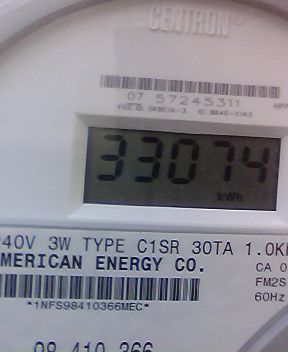 CENTRON®
07 57245311
33074
kWh
240V 3W TYPE C1SR 30TA 1.0K
AMERICAN ENERGY CO.
CA 0
FM2S
60Hz
*1NFS98410366MEC*
98 410 366